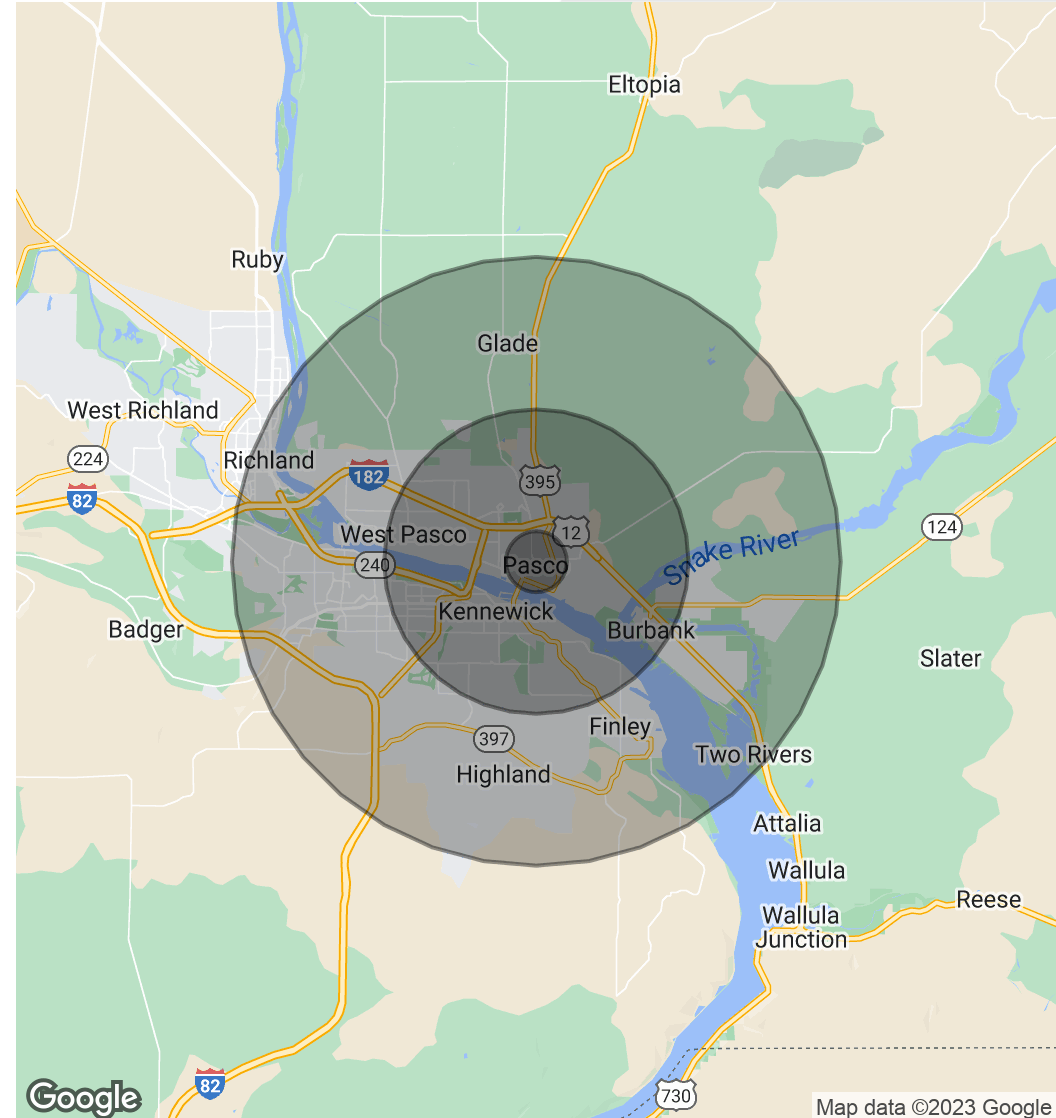 Eltopia
Ruby
Glade
West Richland
224
Richland
182
82
395
124
12
West Pasco
Snake River
240
Pasco
Kennewick
Badger
Burbank
Slater
Finley
397
Two Rivers
Highland
Attalia
Wallula
Reese
Wallula
Junction
82
730
Google
Map data ©2023 Google